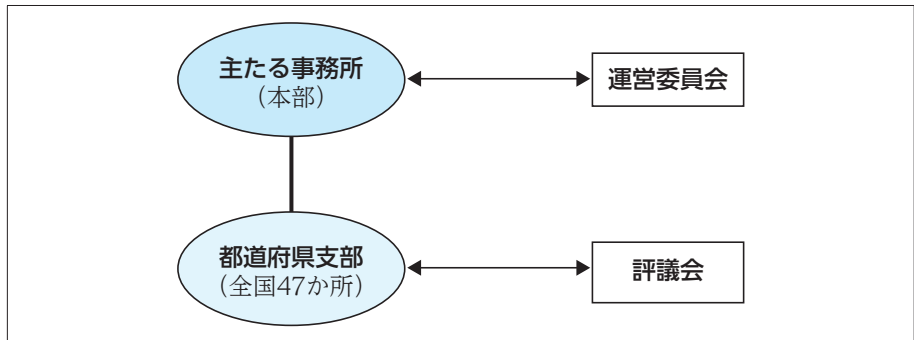 主たる事務所
（本部）
運営委員会
都道府県支部
（全国47か所）
評議会